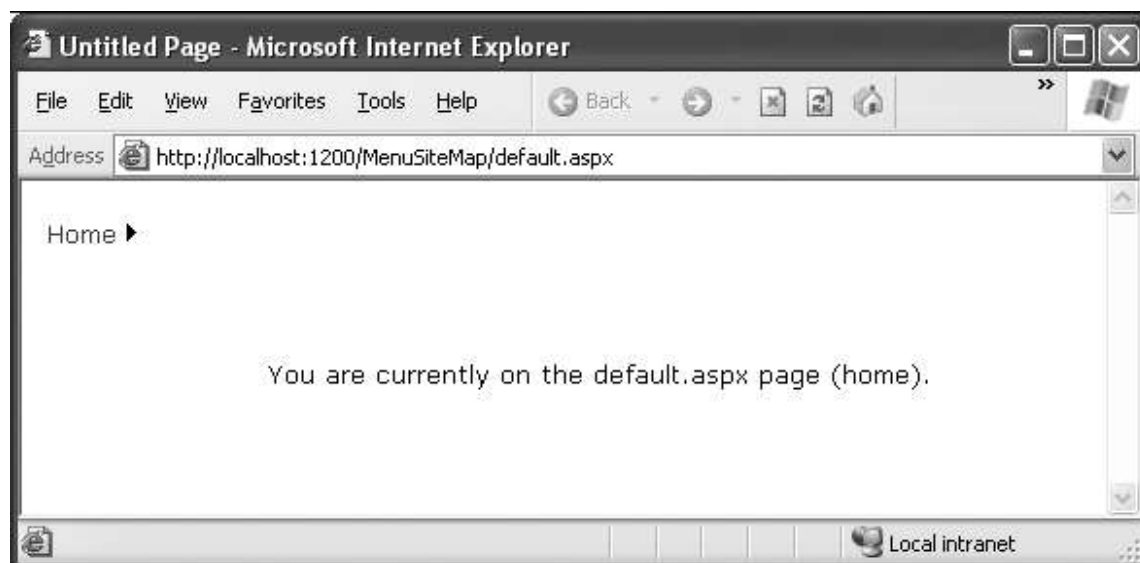 Untitled Page - Microsoft Internet Explorer
File Edit View Favorites Tools Help Back »
Address http://localhost:1200/MenuSiteMap/default.aspx
Home
You are currently on the default.aspx page (home).
Local intranet